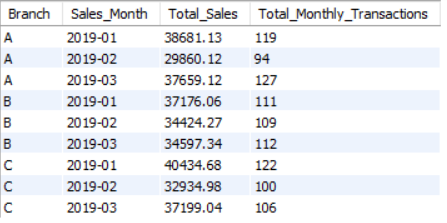 Branch Sales_Month Total_Sales Total_Monthly_Transactions
A 2019-01 38681.13 119
A 2019-02 29860.12 94
A 2019-03 37659.12 127
B 2019-01 37176.06 111
B 2019-02 34424.27 109
B 2019-03 34597.34 112
C 2019-01 40434.68 122
C 2019-02 32934.98 100
C 2019-03 37199.04 106